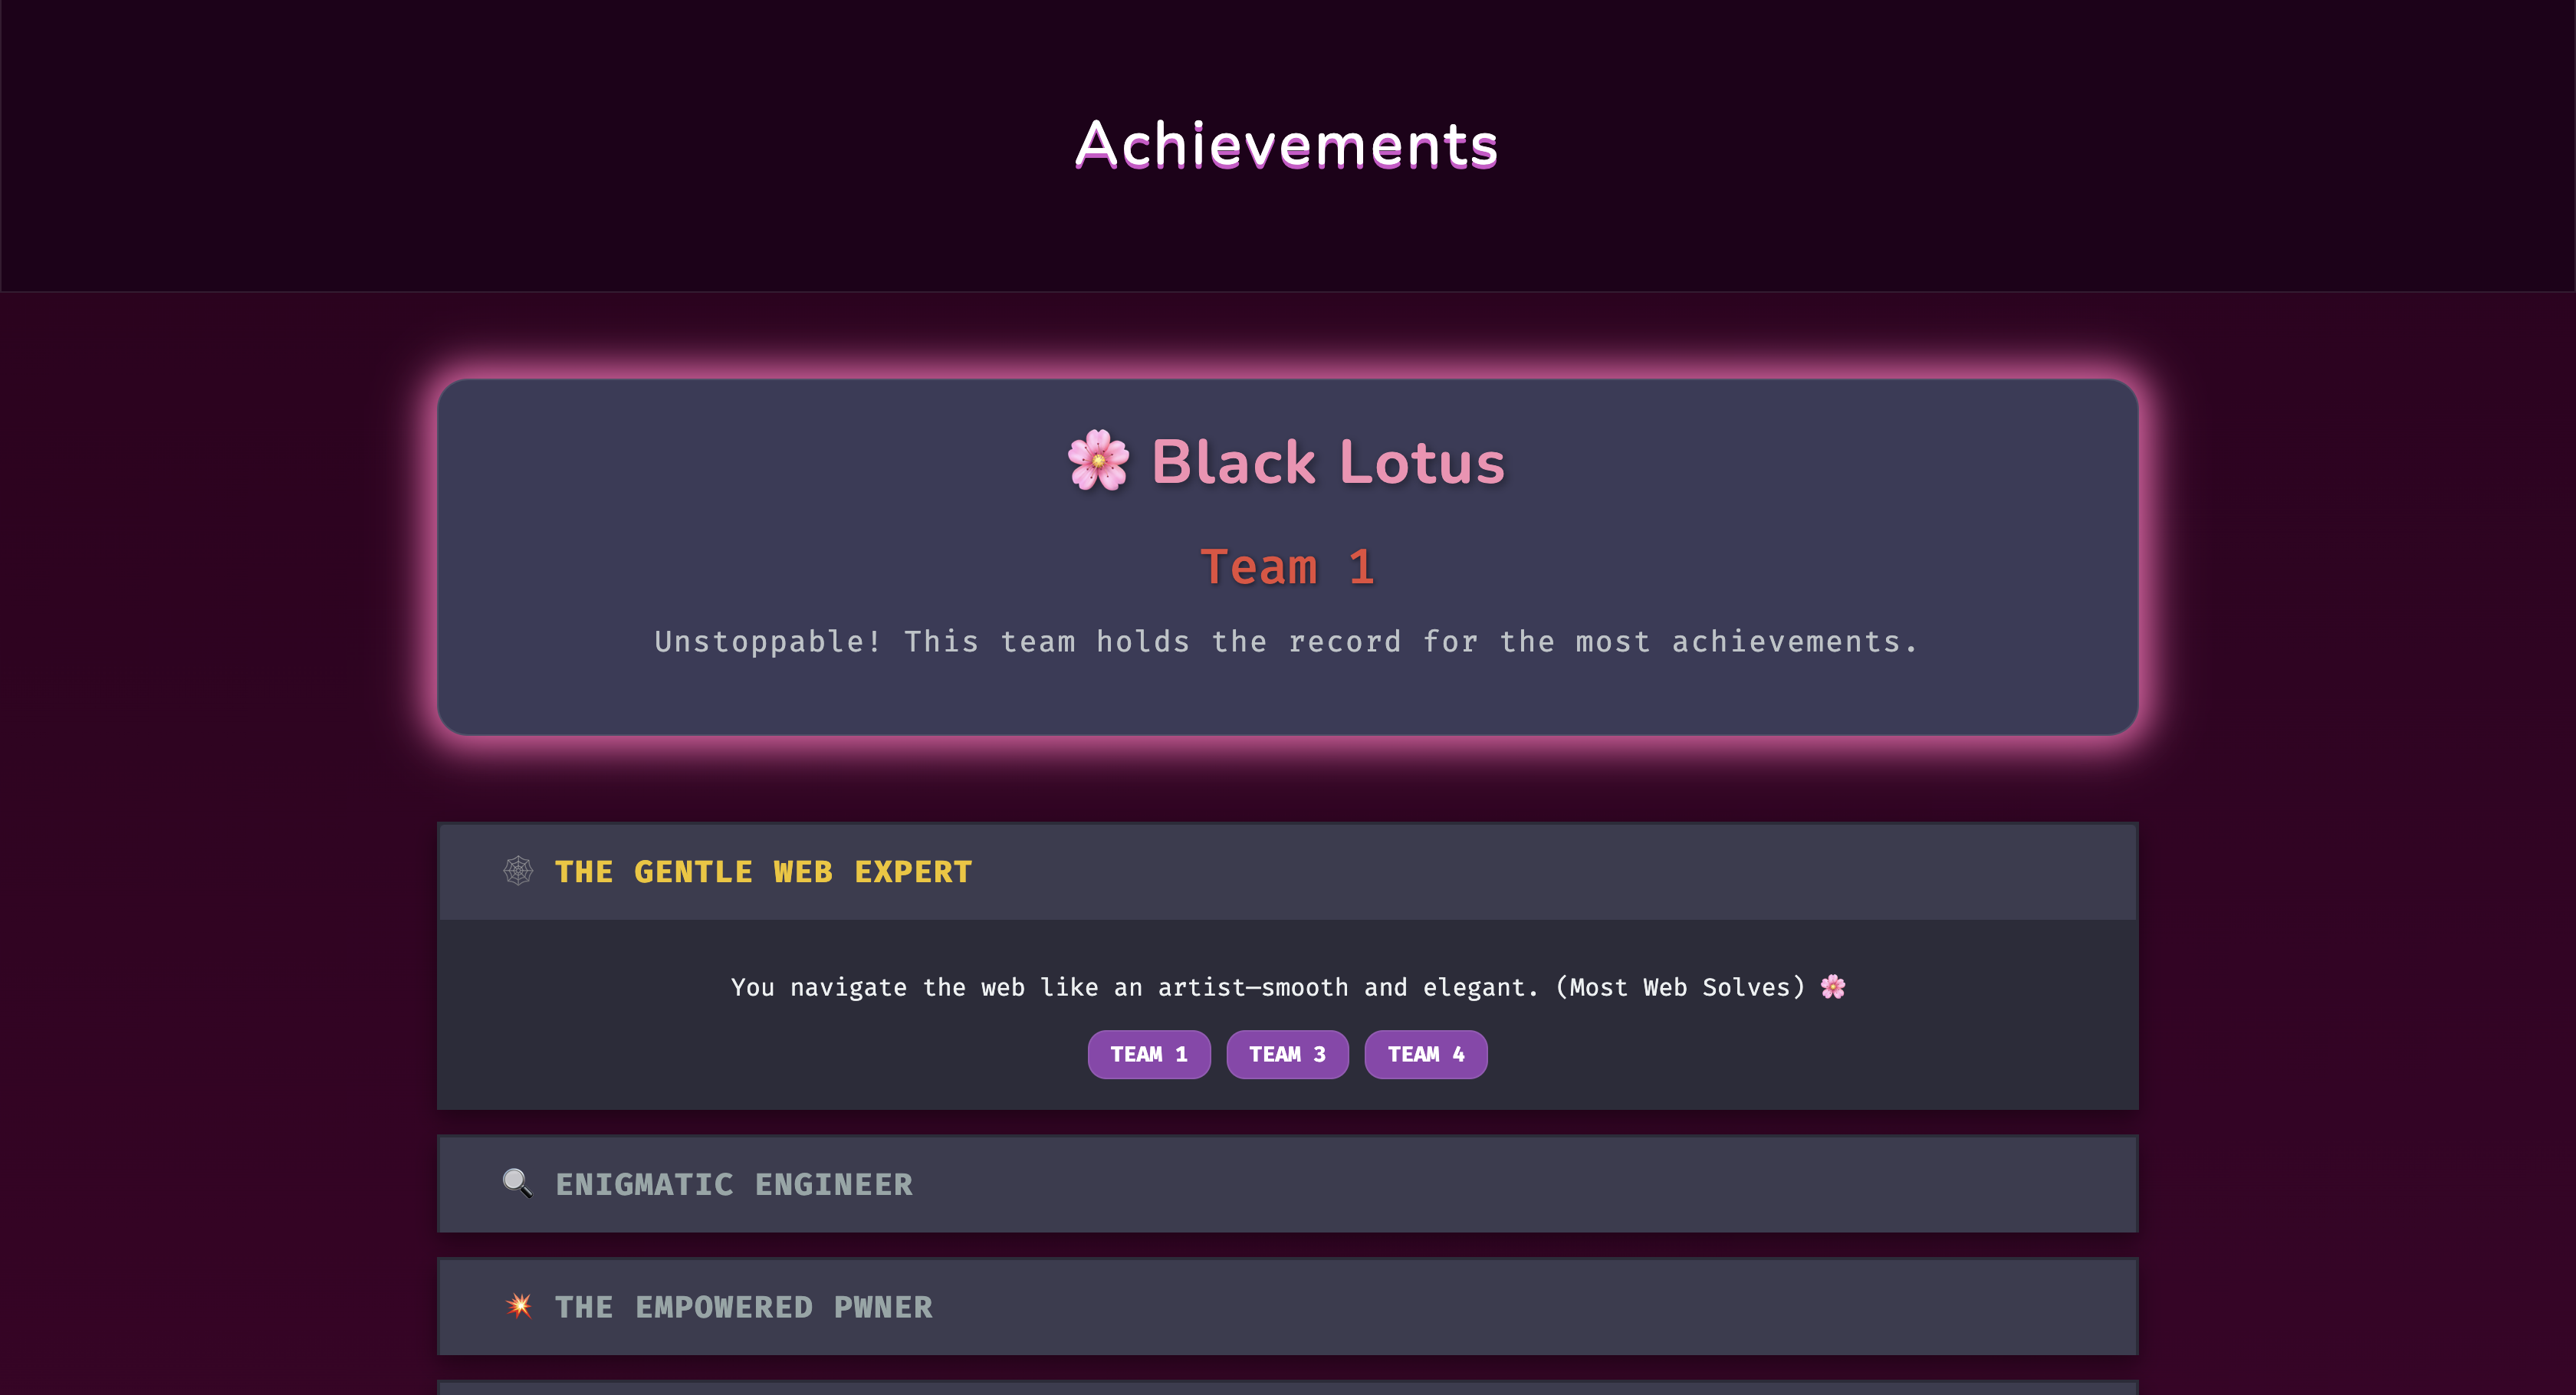 Achievements
🌸 Black Lotus
Team 1
Unstoppable! This team holds the record for the most achievements.
🕸 THE GENTLE WEB EXPERT
You navigate the web like an artist—smooth and elegant. (Most Web Solves) 🌸
TEAM 1 TEAM 3 TEAM 4
🔍 ENIGMATIC ENGINEER
💥 THE EMPOWERED PWNER